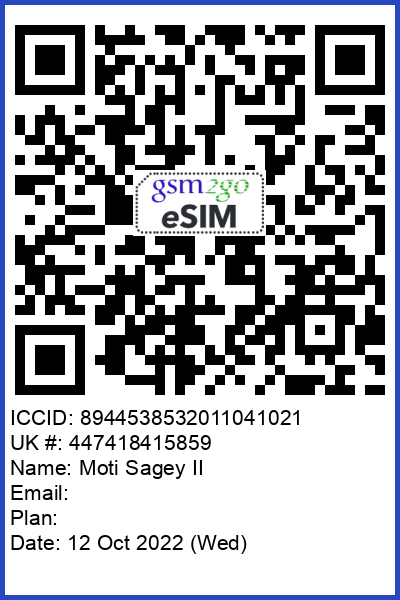 gsm2go
eSIM
ICCID: 8944538532011041021
UK #: 447418415859
Name: Moti Sagey II
Email:
Plan:
Date: 12 Oct 2022 (Wed)